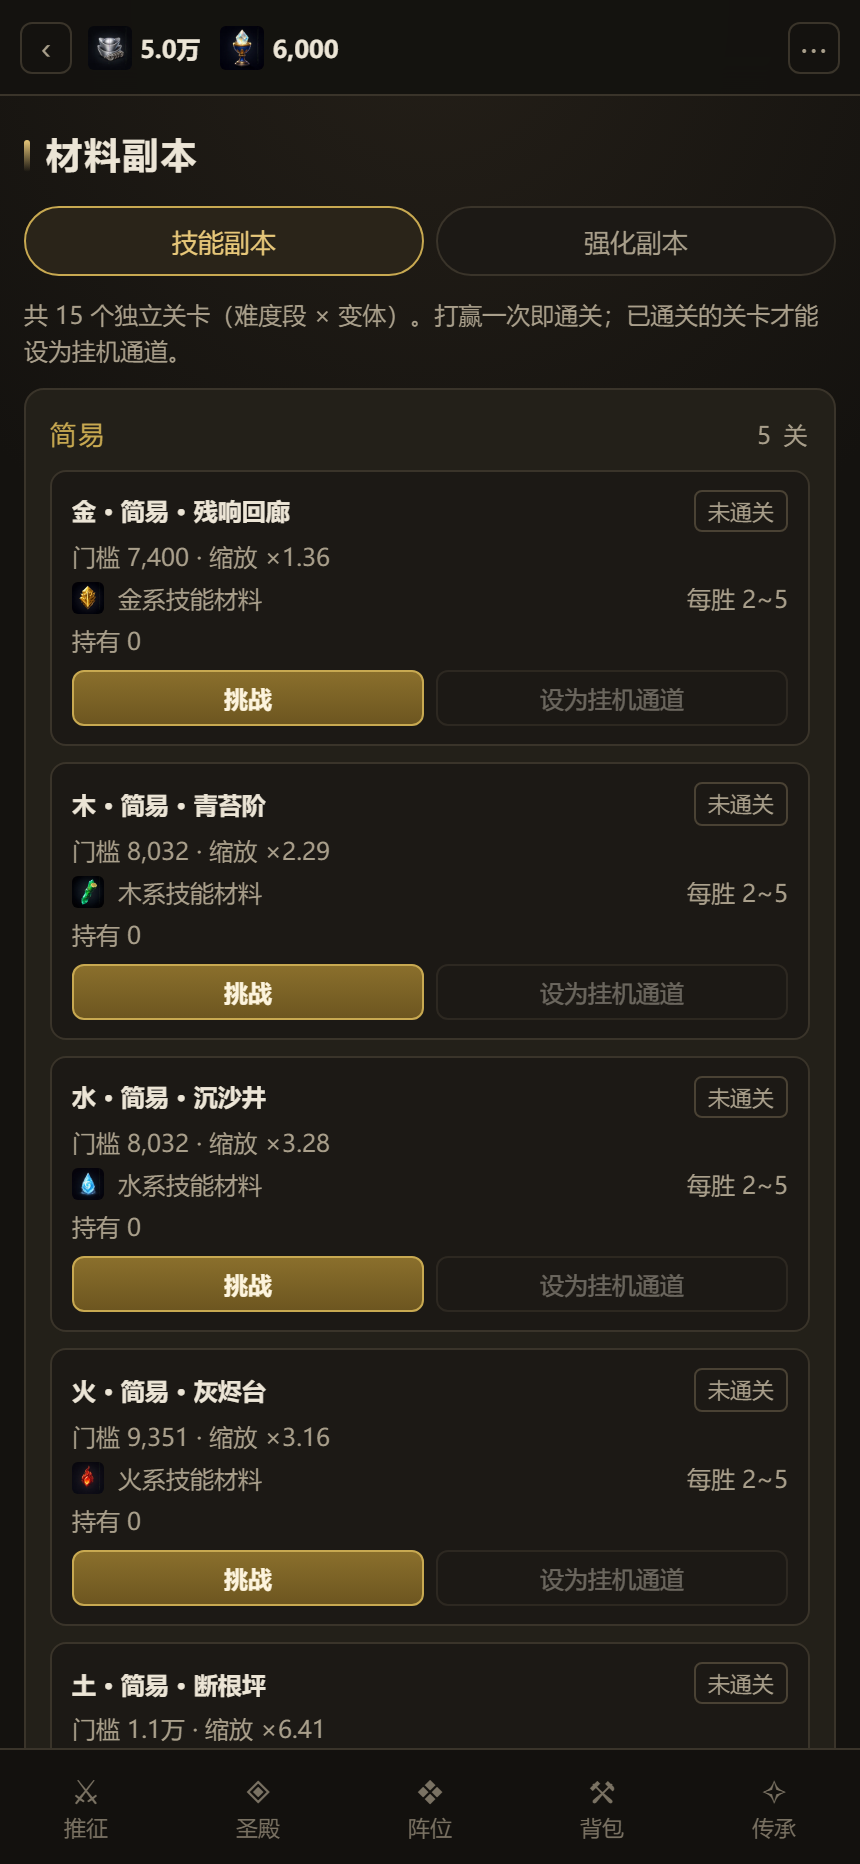 ‹ 5.0万 6,000 ...
材料副本
技能副本 强化副本
共 15 个独立关卡（难度段 × 变体）。打赢一次即通关；已通关的关卡才能
设为挂机通道。
简易 5 关
金·简易·残响回廊 未通关
门槛 7,400 · 缩放 ×1.36
金系技能材料 每胜 2~5
持有 0
挑战 设为挂机通道
木·简易·青苔阶 未通关
门槛 8,032 · 缩放 ×2.29
木系技能材料 每胜 2~5
持有 0
挑战 设为挂机通道
水·简易·沉沙井 未通关
门槛 8,032 · 缩放 ×3.28
水系技能材料 每胜 2~5
持有 0
挑战 设为挂机通道
火·简易·灰烬台 未通关
门槛 9,351 · 缩放 ×3.16
火系技能材料 每胜 2~5
持有 0
挑战 设为挂机通道
土·简易·断根坪 未通关
门槛 1.1万 · 缩放 ×6.41
推征 圣殿 阵位 背包 传承